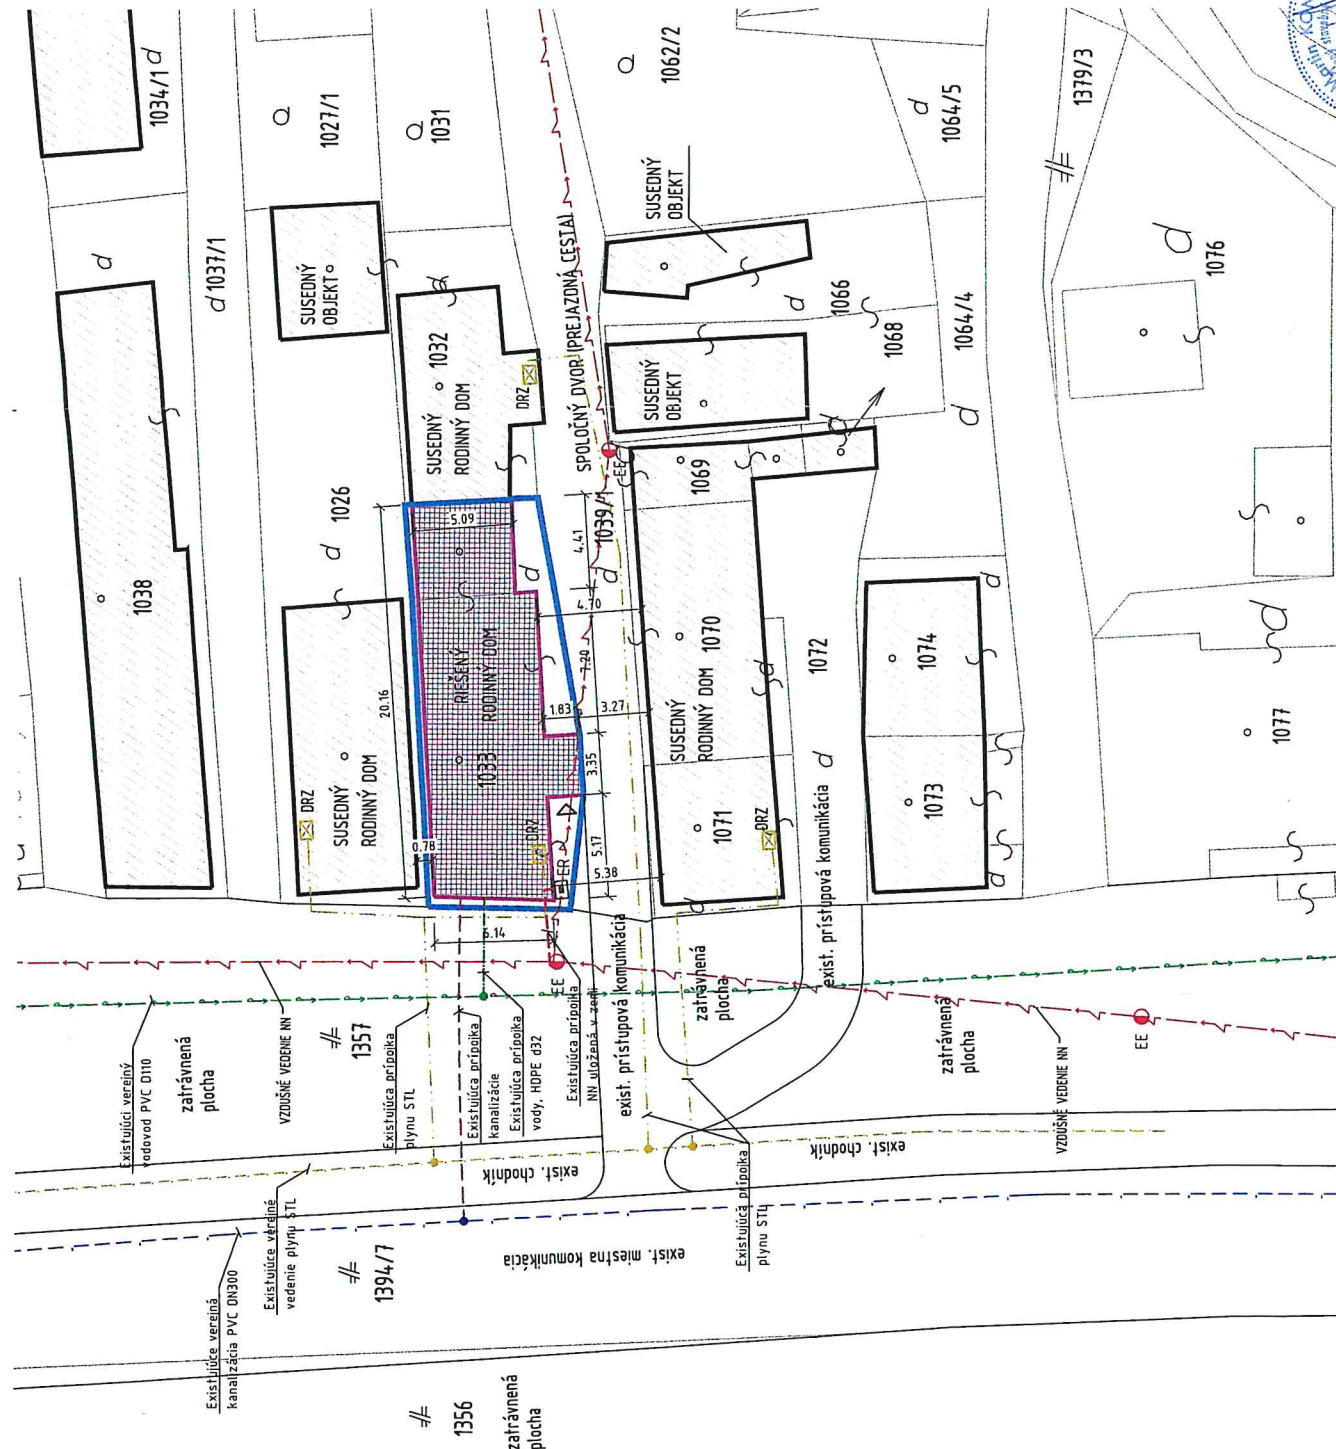 1034/1
d
1027/1
1031
1062/2
d
1064/5
1379/3
d
d 1037/1
SUSEDNÝ
OBJEKT
SUSEDNÝ
OBJEKT
SPOLOČNÝ DVOR (PREJAZDNÁ CESTA)
d
1066
1068
1064/4
d
1076
SUSEDNÝ
RODINNÝ DOM
1032
DRZ
SUSEDNÝ
OBJEKT
1038
1026
d
5.09
1039/1
4.41
EE
1069
d
20.16
RIEŠENÝ
RODINNÝ DOM
1033
d
d
4.70
7.20
1.83
3.27
3.35
SUSEDNÝ
RODINNÝ DOM
1070
d
1072
d
1074
d
1073
d
1077
DRZ
SUSEDNÝ
RODINNÝ DOM
0.78
DRZ
ER
5.17
5.38
1071
DRZ
d
6.14
EE
exist. prístupová komunikácia
exist. prístupová komunikácia
zatrávnená
plocha
zatrávnená
plocha
EE
VZDUŠNÉ VEDENIE NN
Existujúci verejný
vodovod PVC D110
zatrávnená
plocha
VZDUŠNÉ VEDENIE NN
1357
Existujúca prípojka
plynu STL
Existujúca prípojka
kanalizácie
Existujúca prípojka
vody, HDPE d32
Existujúca prípojka
NN uložená v zemi
exist. chodník
exist. chodník
Existujúce verejné
vedenie plynu STL
Existujúce verejná
kanalizácia PVC DN300
1394/7
exist. miestna komunikácia
Existujúca prípojka
plynu STL
1356
zatrávnená
plocha